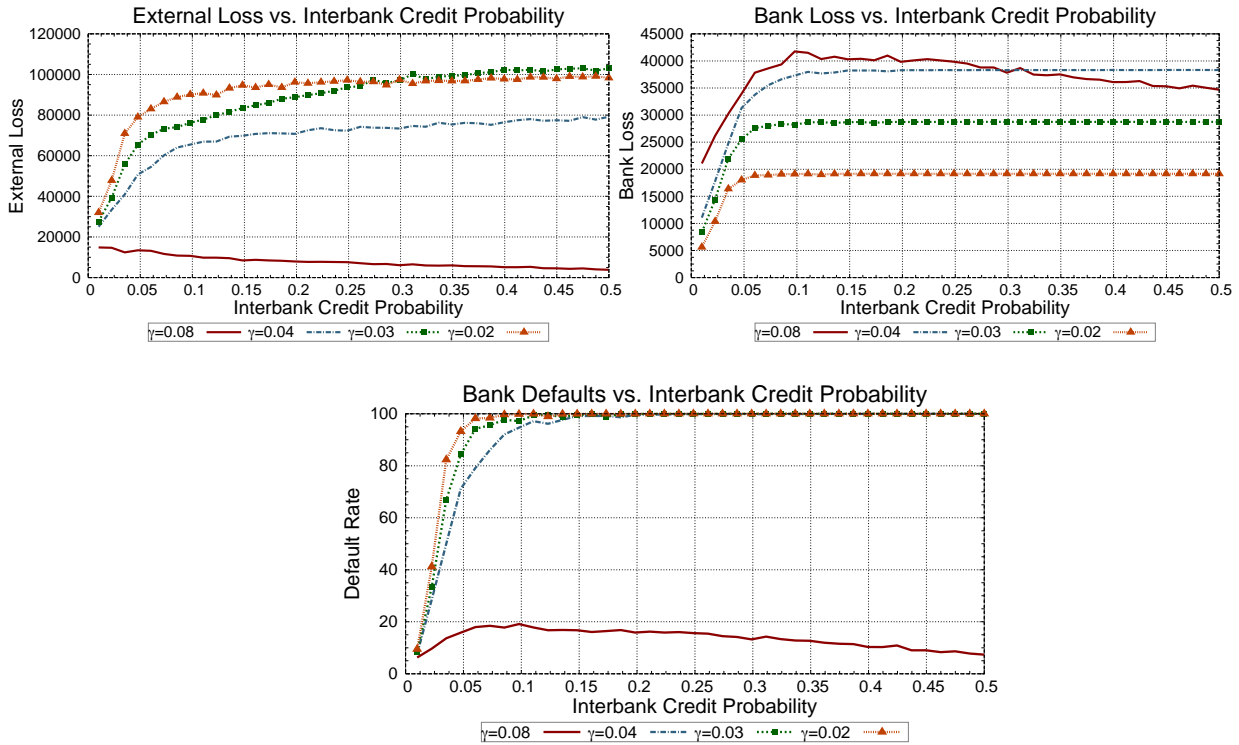 External Loss vs. Interbank Credit Probability
120000
100000
80000
60000
40000
20000
0
External Loss
0 0.05 0.1 0.15 0.2 0.25 0.3 0.35 0.4 0.45 0.5
Interbank Credit Probability
γ=0.08 γ=0.04 γ=0.03 γ=0.02
Bank Loss vs. Interbank Credit Probability
45000
40000
35000
30000
25000
20000
15000
10000
5000
0
Bank Loss
0 0.05 0.1 0.15 0.2 0.25 0.3 0.35 0.4 0.45 0.5
Interbank Credit Probability
γ=0.08 γ=0.04 γ=0.03 γ=0.02
Bank Defaults vs. Interbank Credit Probability
100
80
60
40
20
0
Default Rate
0 0.05 0.1 0.15 0.2 0.25 0.3 0.35 0.4 0.45 0.5
Interbank Credit Probability
γ=0.08 γ=0.04 γ=0.03 γ=0.02